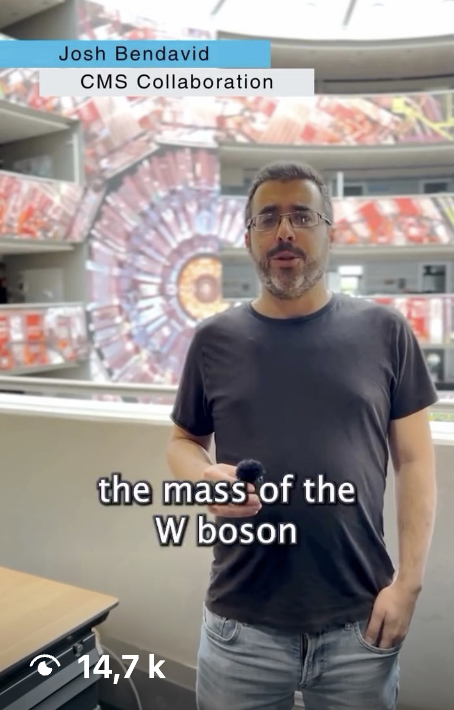 Josh Bendavid
CMS Collaboration
the mass of the
W boson
14,7 k